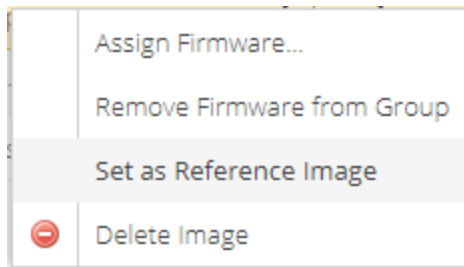 Assign Firmware...
Remove Firmware from Group
Set as Reference Image
Delete Image